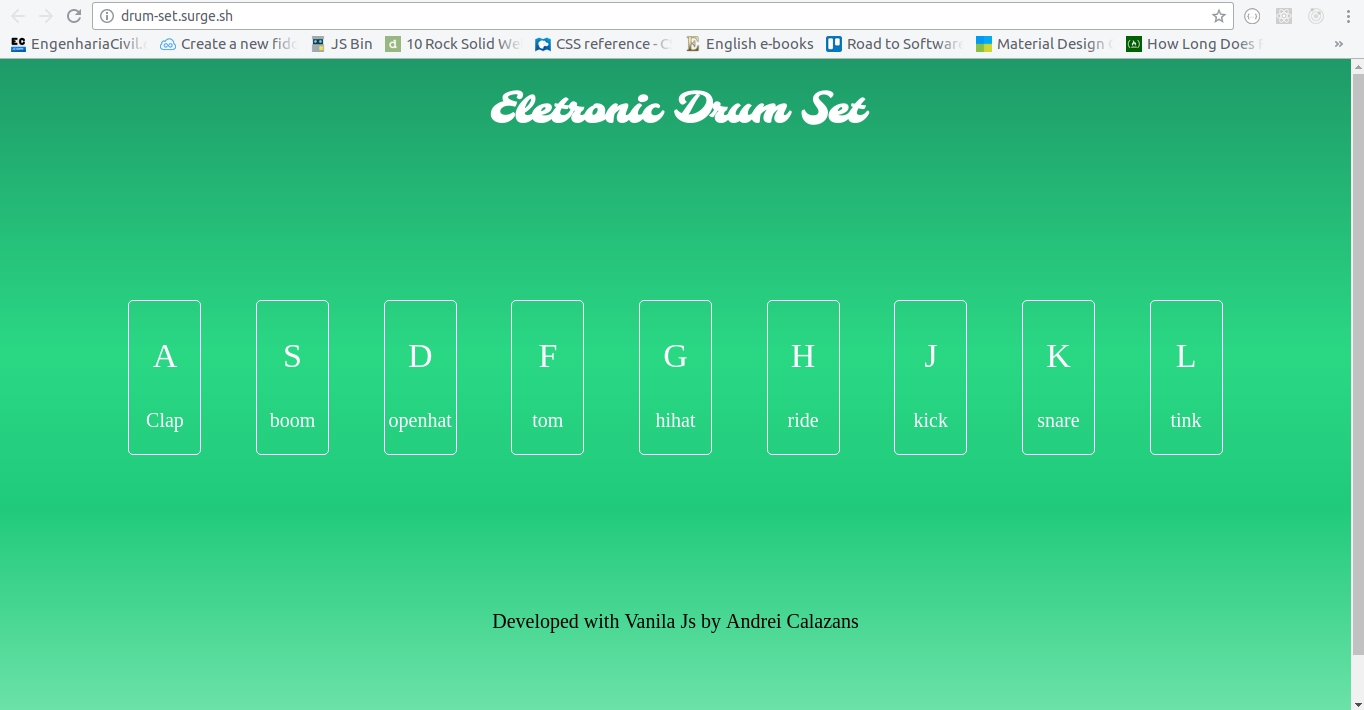 drum-set.surge.sh
EngenhariaCivil. Create a new fid JS Bin 10 Rock Solid We CSS reference - C English e-books Road to Software Material Design How Long Does »
Eletronic Drum Set
A S D F G H J K L
Clap boom openhat tom hihat ride kick snare tink
Developed with Vanila Js by Andrei Calazans